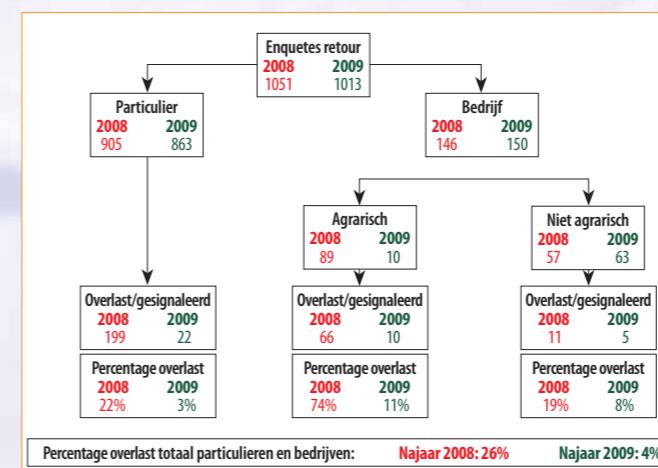 Enquetes retour
2008 2009
1051 1013
Particulier
2008 2009
905 863
Bedrijf
2008 2009
146 150
Agrarisch
2008 2009
89 10
Niet agrarisch
2008 2009
57 63
Overlast/gesignaleerd
2008 2009
199 22
Overlast/gesignaleerd
2008 2009
66 10
Overlast/gesignaleerd
2008 2009
11 5
Percentage overlast
2008 2009
22% 3%
Percentage overlast
2008 2009
74% 11%
Percentage overlast
2008 2009
19% 8%
Percentage overlast totaal particulieren en bedrijven: Najaar 2008: 26% Najaar 2009: 4%